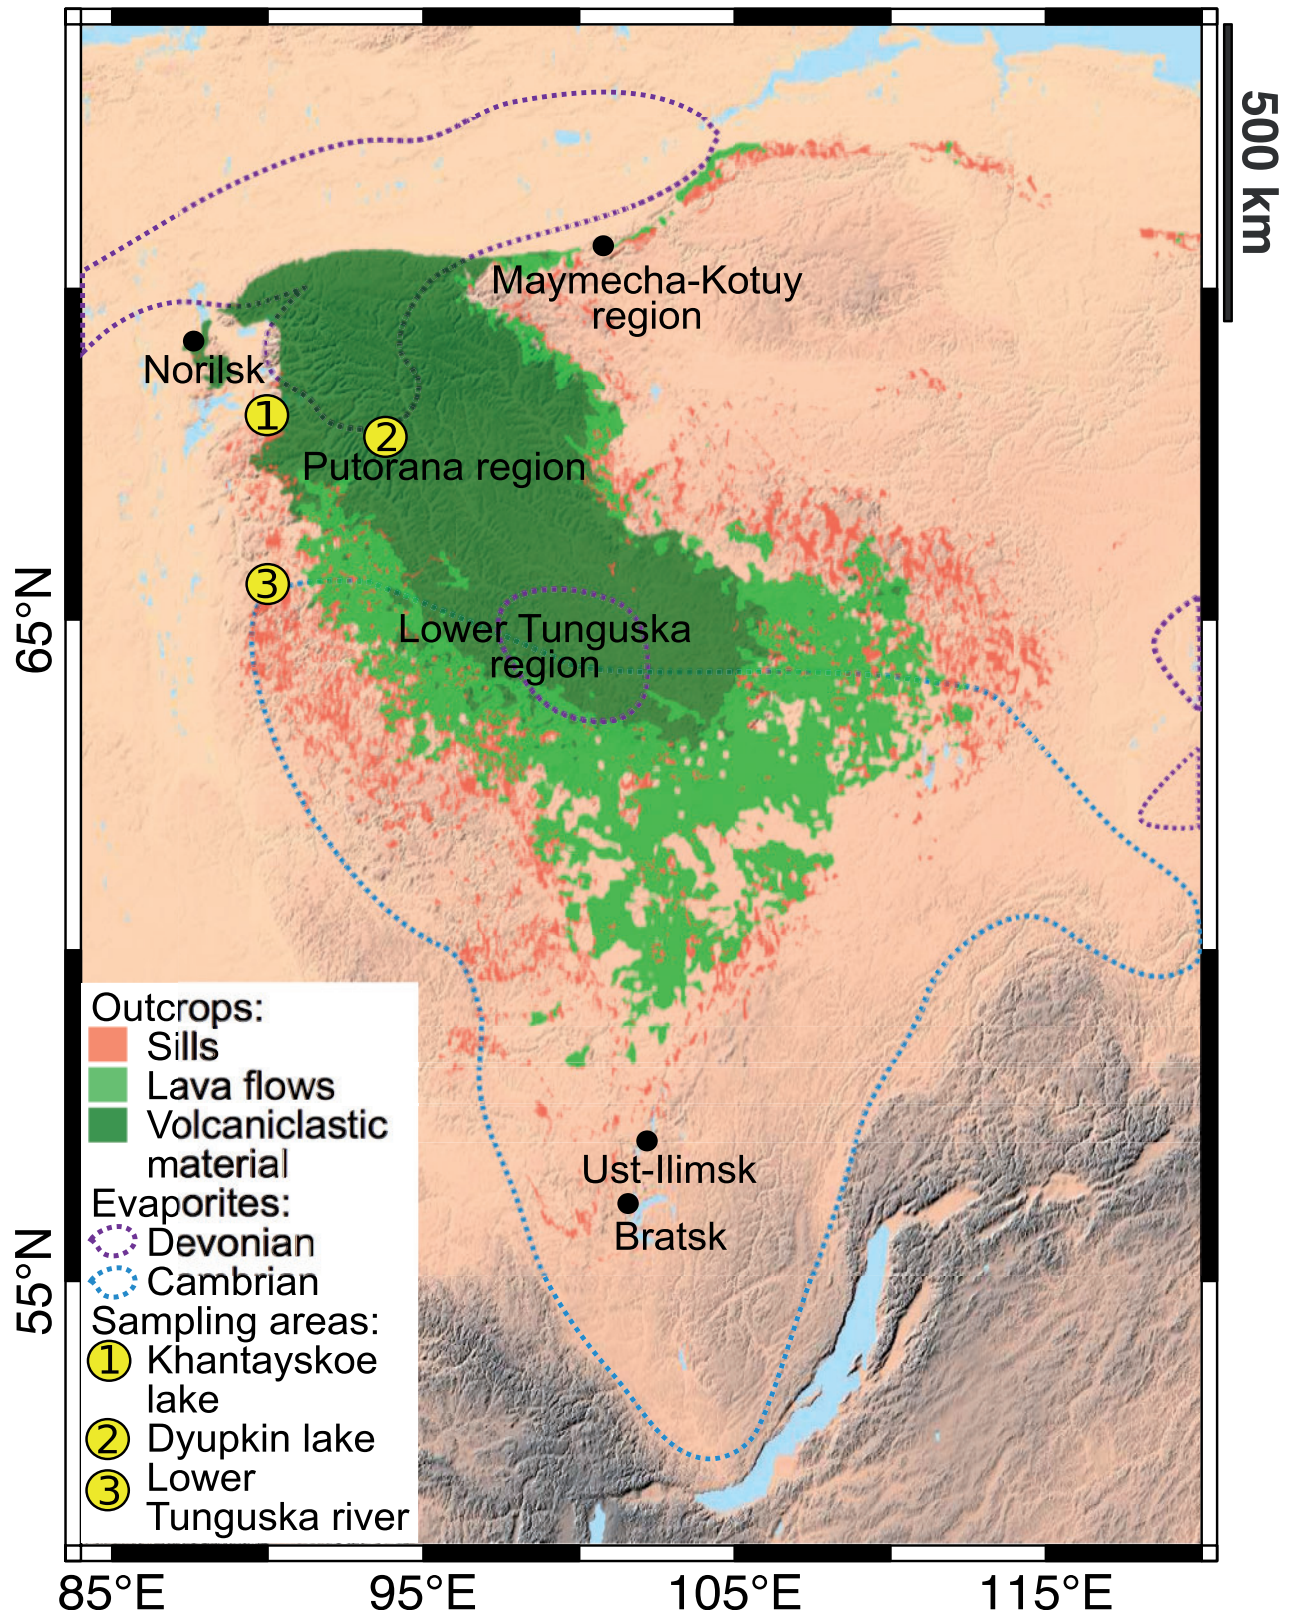 500 km
Maymecha-Kotuy
region
Norilsk
1
2
Putorana region
3
65°N
Lower Tunguska
region
Outcrops:
Sills
Lava flows
Volcaniclastic
material
Evaporites:
Devonian
Cambrian
Sampling areas:
1 Khantayskoe
lake
2 Dyupkin lake
3 Lower
Tunguska river
Ust-Ilimsk
Bratsk
55°N
85°E 95°E 105°E 115°E